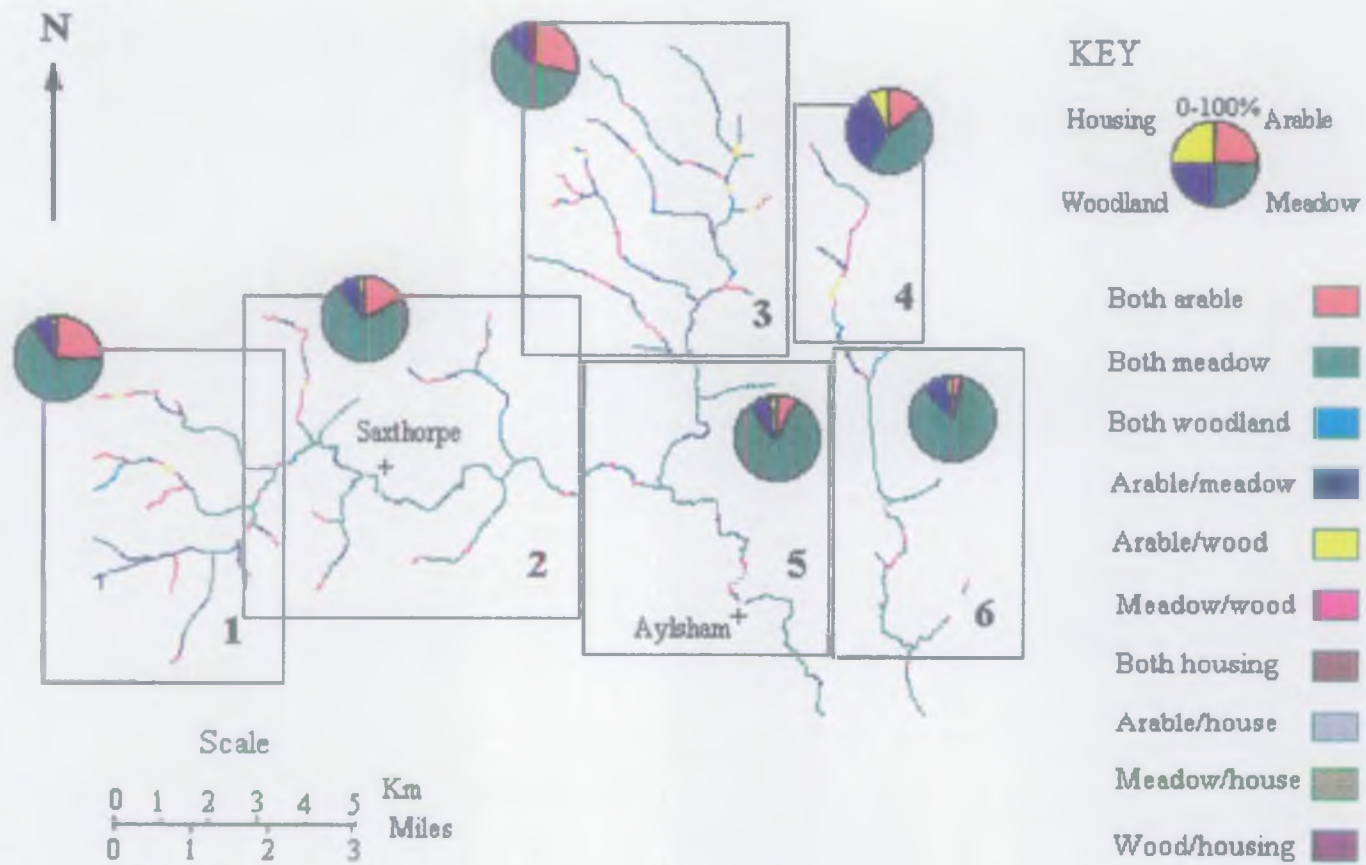 N
3
4
1
2
5
6
Saxthorpe
Aylsham
Scale
0 1 2 3 4 5 Km
Miles
0 1 2 3
KEY
0-100%
Housing
Arable
Woodland
Meadow
Both arable
Both meadow
Both woodland
Arable/meadow
Arable/wood
Meadow/wood
Both housing
Arable/house
Meadow/house
Wood/housing